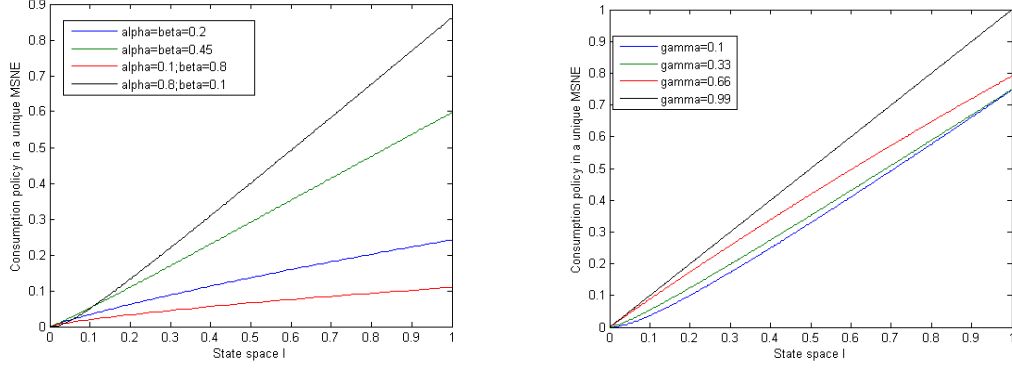 0.9
0.8
0.7
0.6
0.5
0.4
0.3
0.2
0.1
0
Consumption policy in a unique MSNE
alpha=beta=0.2
alpha=beta=0.45
alpha=0.1;beta=0.8
alpha=0.8;beta=0.1
0 0.1 0.2 0.3 0.4 0.5 0.6 0.7 0.8 0.9 1
State space I
1
0.9
0.8
0.7
0.6
0.5
0.4
0.3
0.2
0.1
0
Consumption policy in a unique MSNE
gamma=0.1
gamma=0.33
gamma=0.66
gamma=0.99
0 0.1 0.2 0.3 0.4 0.5 0.6 0.7 0.8 0.9 1
State space I